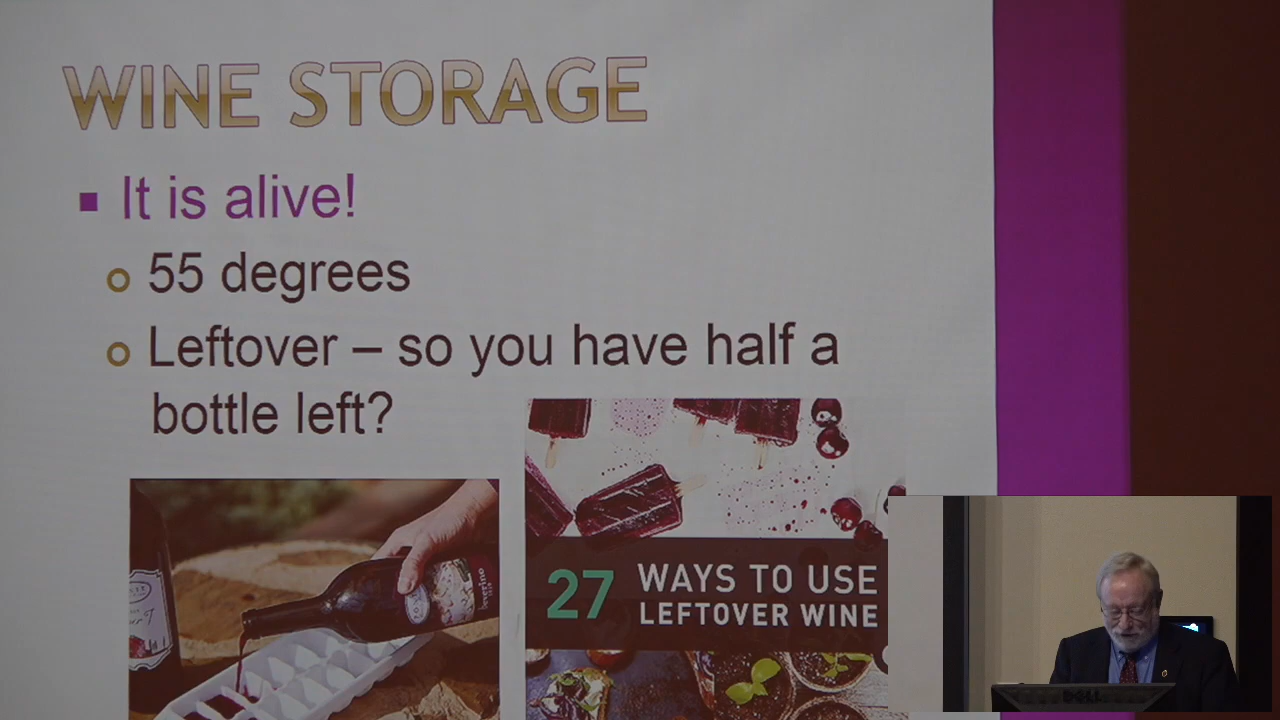 WINE STORAGE
It is alive!
55 degrees
Leftover – so you have half a
bottle left?
27 WAYS TO USE
LEFTOVER WINE
DELL